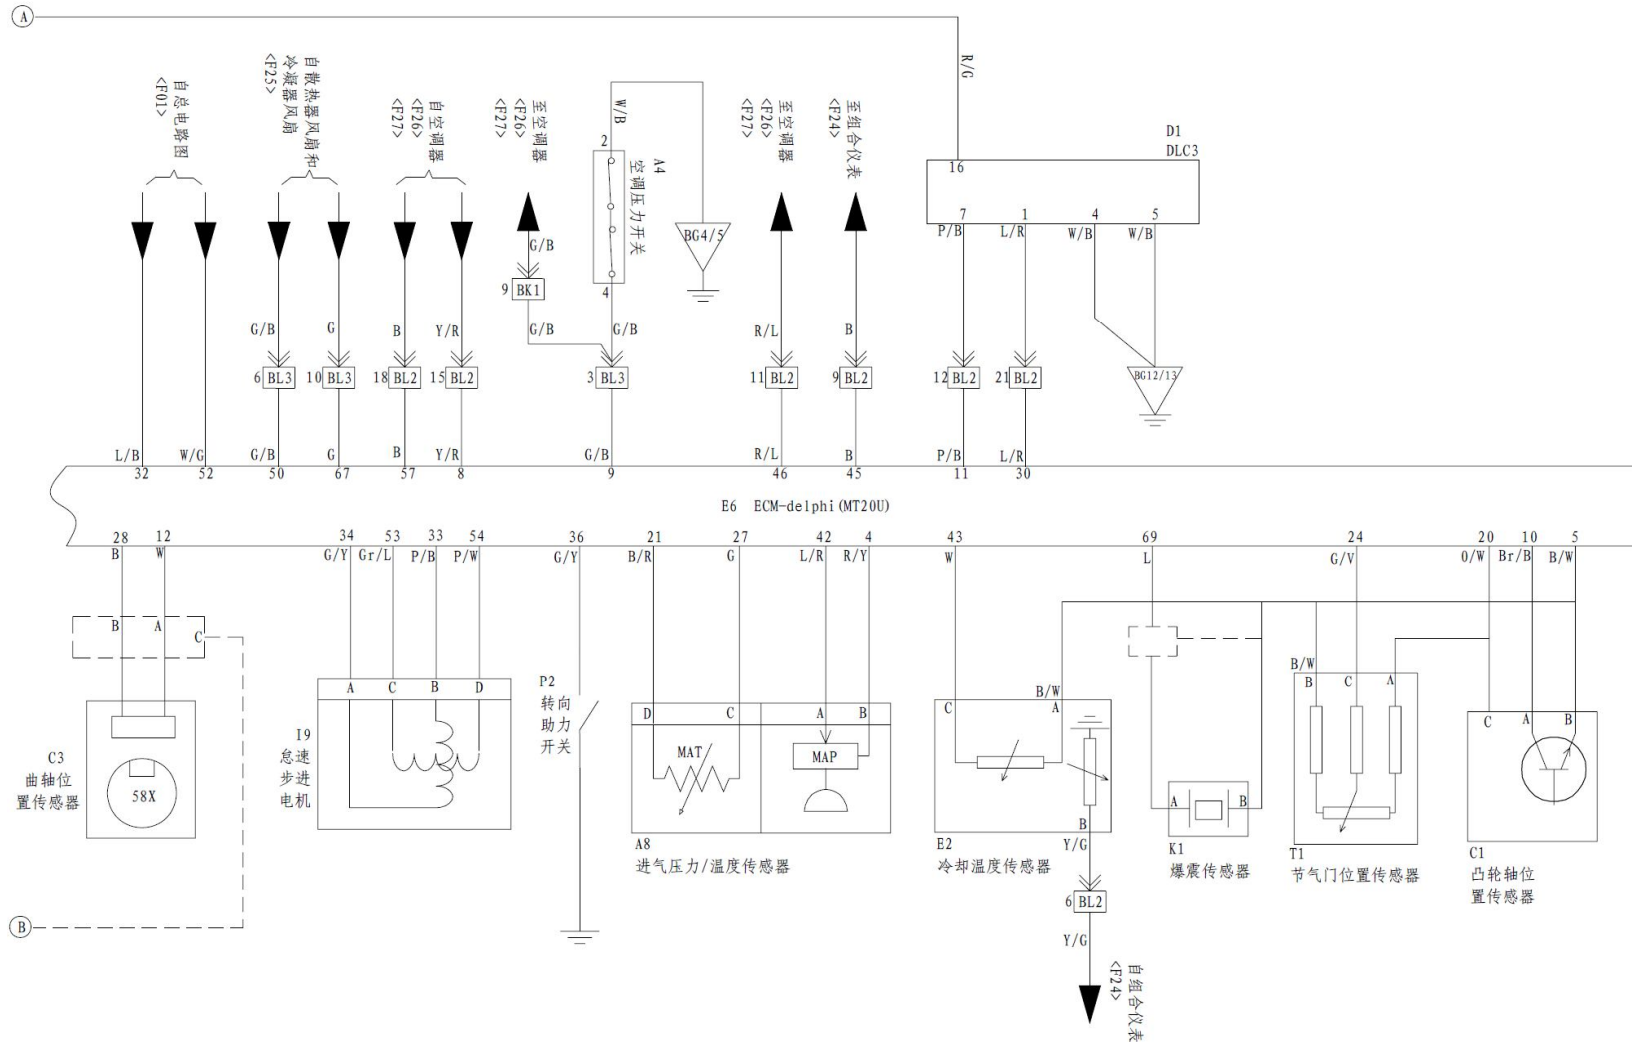 A
R/G
自总电路图
<F01>
自散热器风扇和
冷凝器风扇
<F25>
自空调器
<F26>
<F27>
至空调器
<F26>
<F27>
W/B
2
A4
空调压力开关
4
BG4/5
至空调器
<F26>
<F27>
至组合仪表
<F24>
D1
DLC3
16
7 1 4 5
P/B L/R W/B W/B
G/B
9 BK1
G/B G B Y/R G/B G/B R/L B
6 BL3 10 BL3 18 BL2 15 BL2 3 BL3 11 BL2 9 BL2 12 BL2 21 BL2 BG12/13
L/B W/G G/B G B Y/R G/B R/L B P/B L/R
32 52 50 67 57 8 9 46 45 11 30
E6 ECM-delphi(MT20U)
28 12 34 53 33 54 36 21 27 42 4 43 69 24 20 10 5
B W G/Y Gr/L P/B P/W G/Y B/R G L/R R/Y W L G/V O/W Br/B B/W
B A C
C3
曲轴位
置传感器
58X
A C B D
I9
怠速
步进
电机
P2
转向
助力
开关
D C A B
MAT MAP
A8
进气压力/温度传感器
B/W
C A
B
E2
冷却温度传感器
Y/G
6 BL2
Y/G
自组合仪表
<F24>
A B
K1
爆震传感器
B/W
B C A
T1
节气门位置传感器
C A B
C1
凸轮轴位
置传感器
B